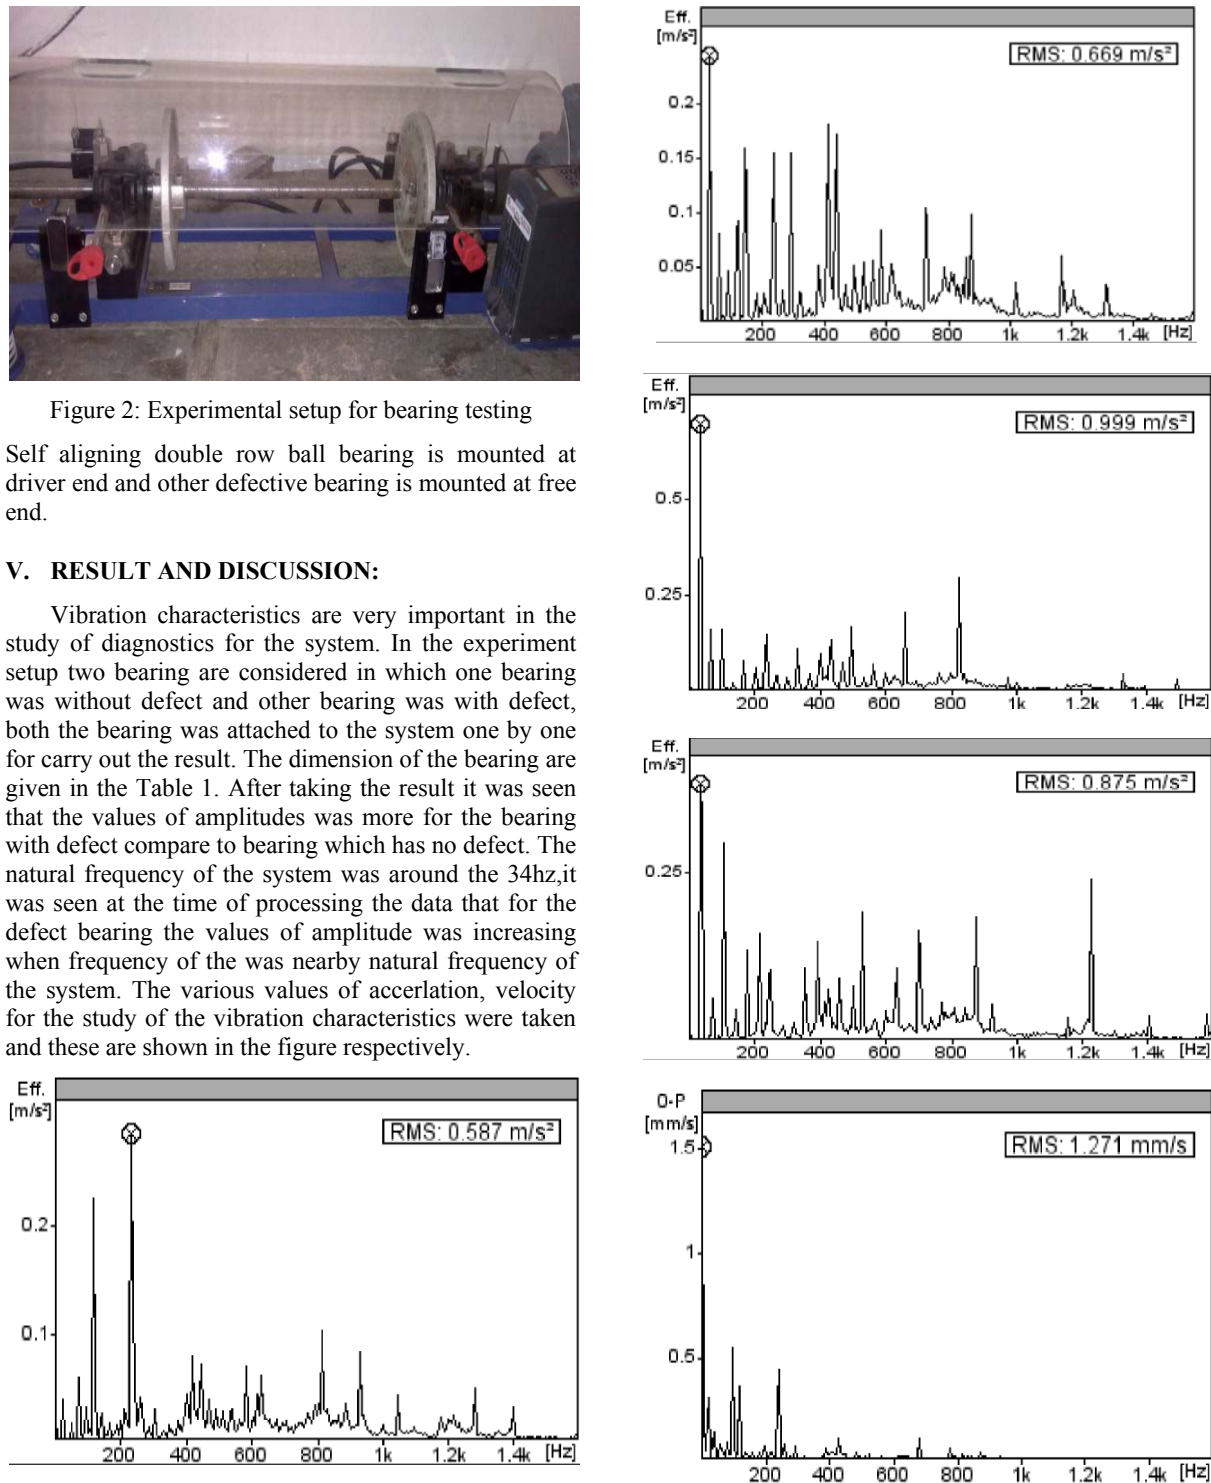 Figure 2: Experimental setup for bearing testing
Self aligning double row ball bearing is mounted at
driver end and other defective bearing is mounted at free
end.
V. RESULT AND DISCUSSION:
Vibration characteristics are very important in the
study of diagnostics for the system. In the experiment
setup two bearing are considered in which one bearing
was without defect and other bearing was with defect,
both the bearing was attached to the system one by one
for carry out the result. The dimension of the bearing are
given in the Table 1. After taking the result it was seen
that the values of amplitudes was more for the bearing
with defect compare to bearing which has no defect. The
natural frequency of the system was around the 34hz,it
was seen at the time of processing the data that for the
defect bearing the values of amplitude was increasing
when frequency of the was nearby natural frequency of
the system. The various values of accerlation, velocity
for the study of the vibration characteristics were taken
and these are shown in the figure respectively.
Eff.
[m/s²]
RMS: 0.587 m/s²
0.2
0.1
200 400 600 800 1k 1.2k 1.4k [Hz]
Eff.
[m/s²]
RMS: 0.669 m/s²
0.2
0.15
0.1
0.05
200 400 600 800 1k 1.2k 1.4k [Hz]
Eff.
[m/s²]
RMS: 0.999 m/s²
0.5
0.25
200 400 600 800 1k 1.2k 1.4k [Hz]
Eff.
[m/s²]
RMS: 0.875 m/s²
0.25
200 400 600 800 1k 1.2k 1.4k [Hz]
0-P
[mm/s]
RMS: 1.271 mm/s
1.5
1
0.5
200 400 600 800 1k 1.2k 1.4k [Hz]